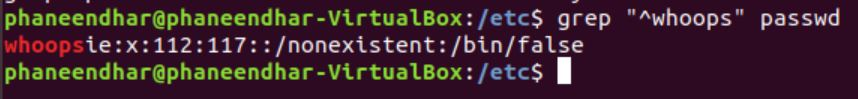 phaneendhar@phaneendhar-VirtualBox:/etc$ grep "^whoops" passwd
whoopsie:x:112:117::/nonexistent:/bin/false
phaneendhar@phaneendhar-VirtualBox:/etc$